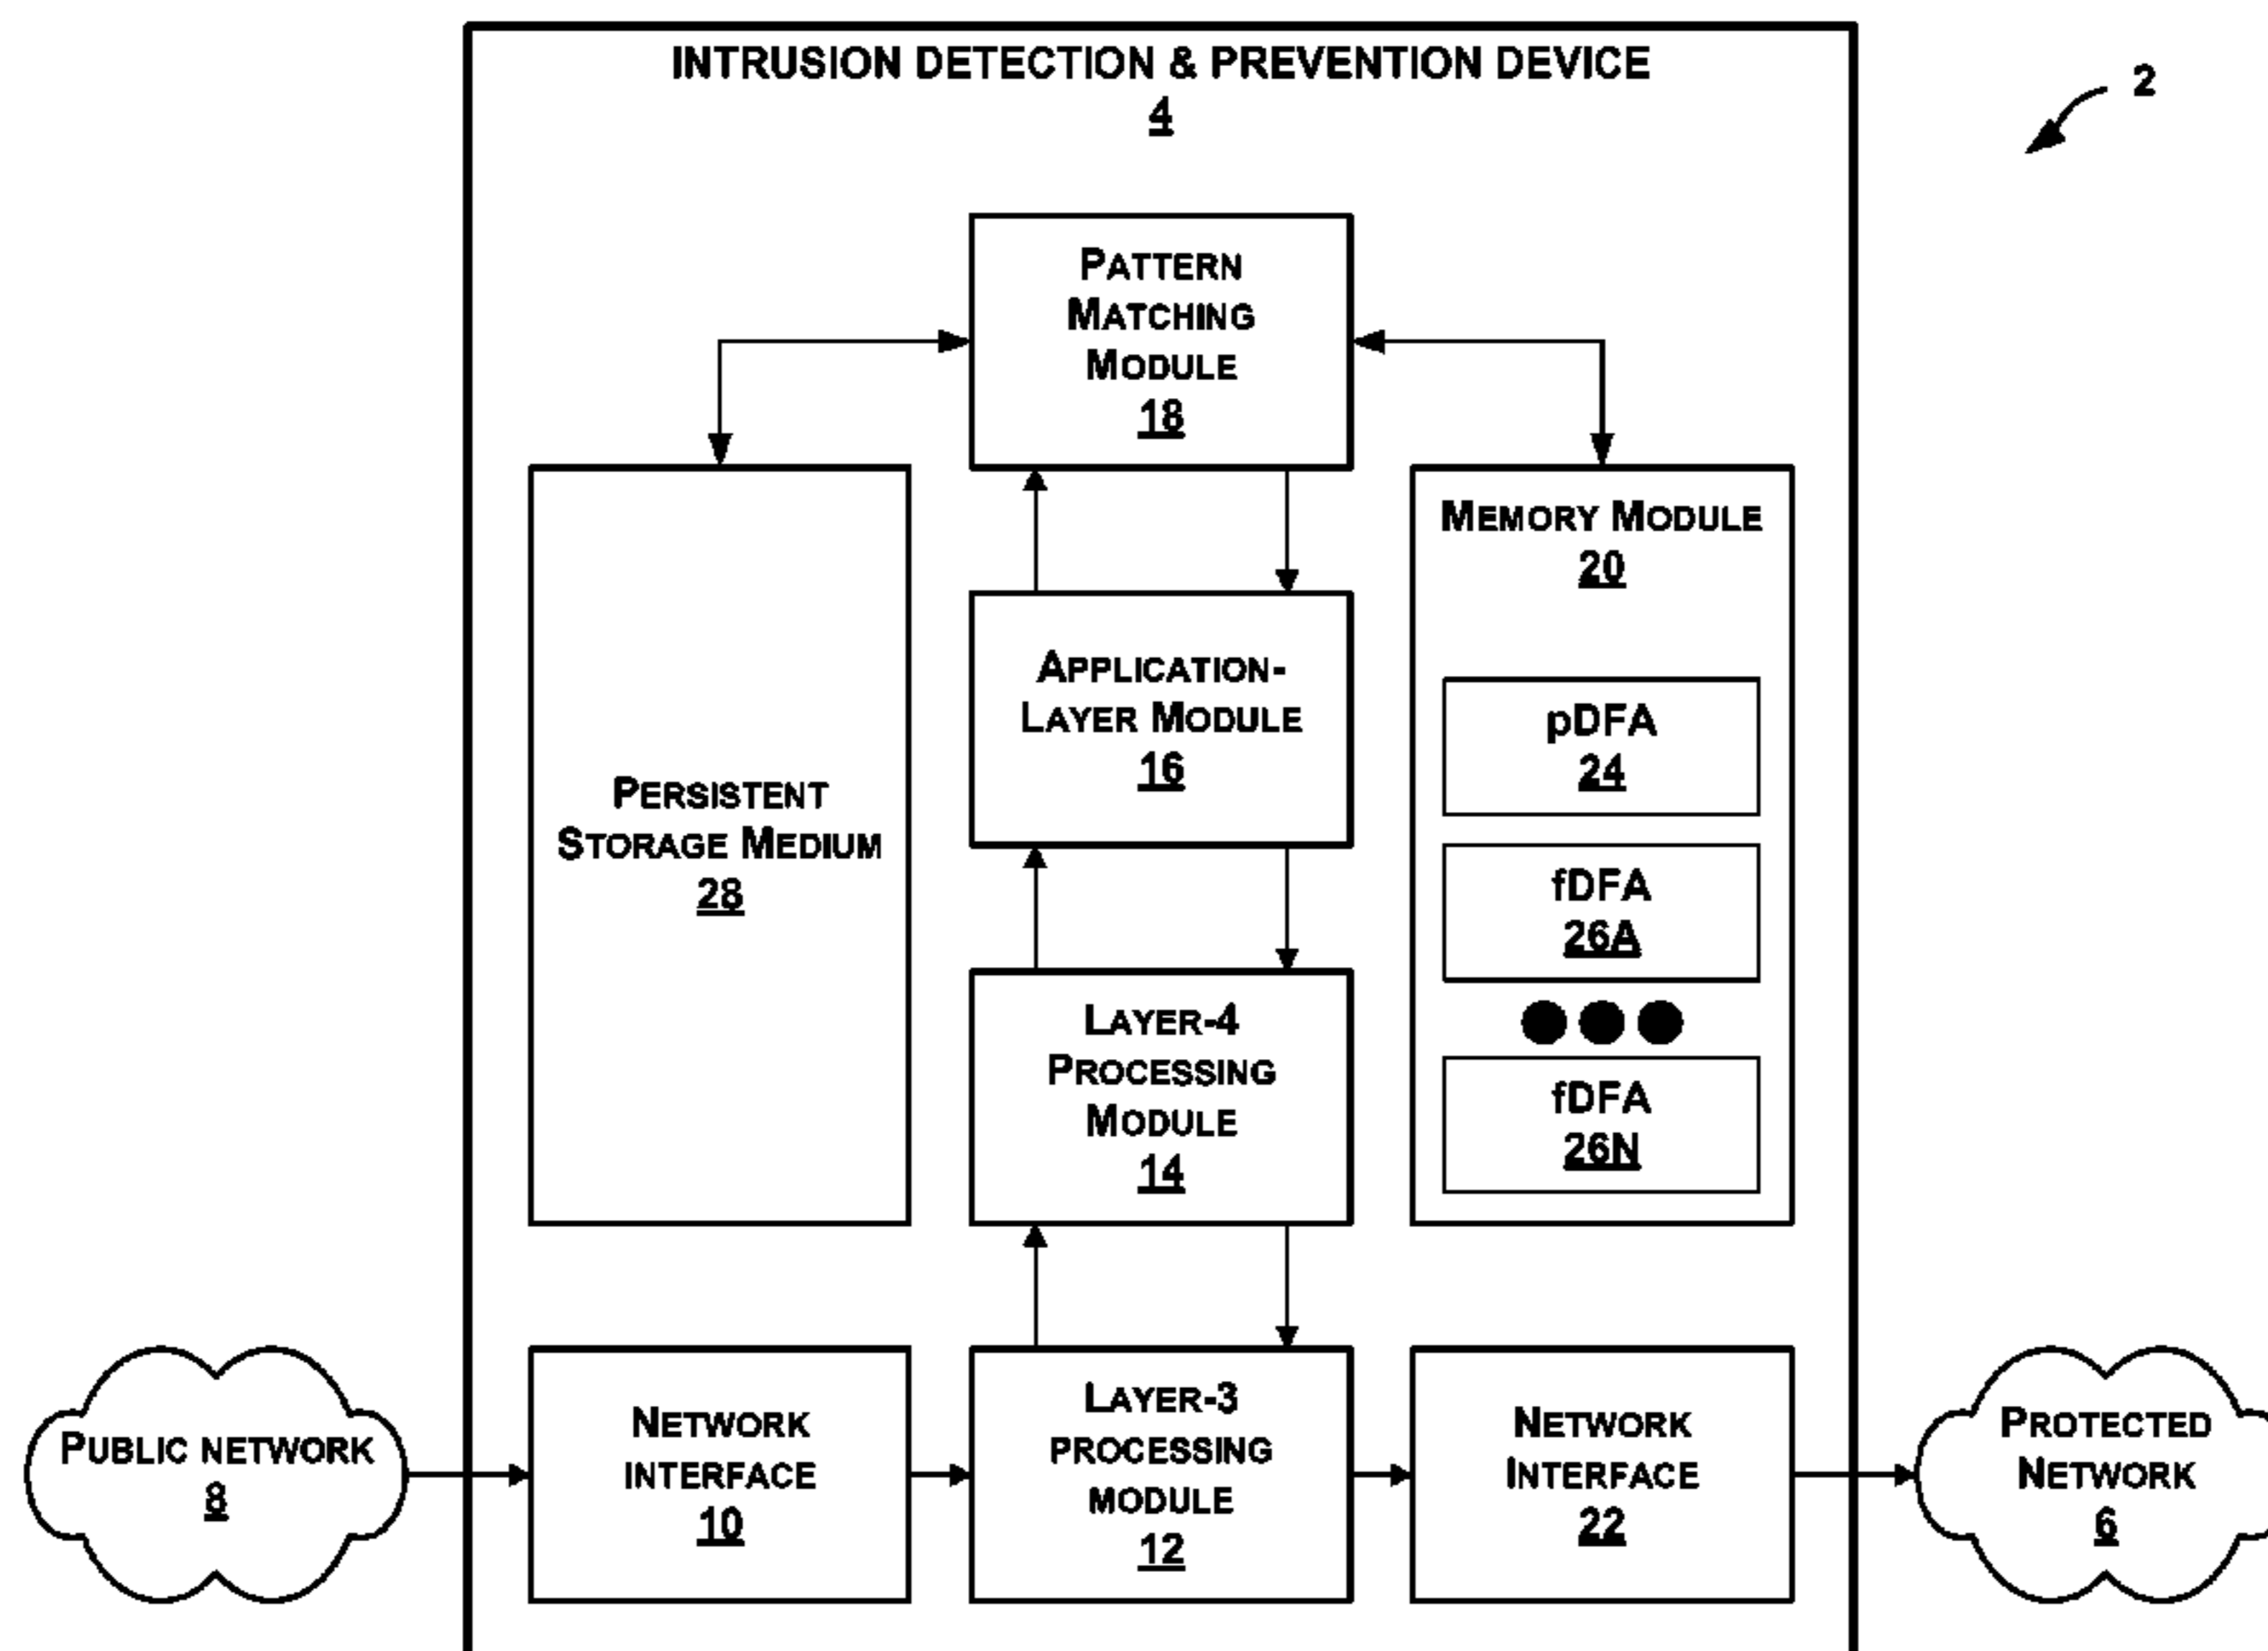 INTRUSION DETECTION & PREVENTION DEVICE
4
2
PATTERN
MATCHING
MODULE
18
MEMORY MODULE
20
APPLICATION-
LAYER MODULE
16
pDFA
24
PERSISTENT
STORAGE MEDIUM
28
fDFA
26A
LAYER-4
PROCESSING
MODULE
14
fDFA
26N
PUBLIC NETWORK
8
NETWORK
INTERFACE
10
LAYER-3
PROCESSING
MODULE
12
NETWORK
INTERFACE
22
PROTECTED
NETWORK
6